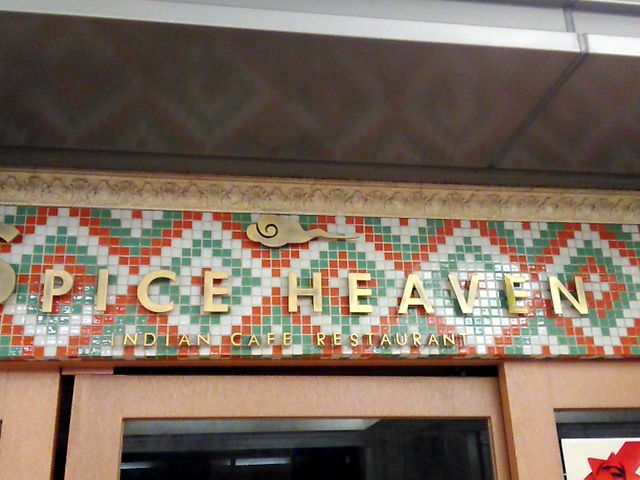 SPICE HEAVEN
INDIAN CAFE RESTAURANT